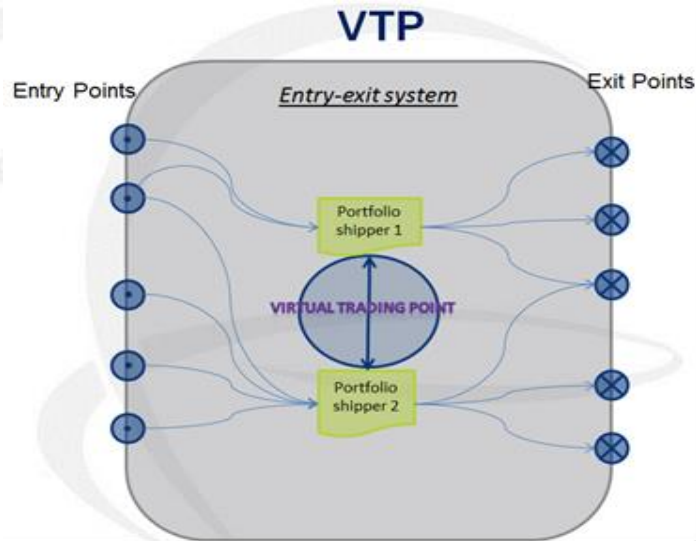 VTP
Entry Points
Exit Points
Entry-exit system
Portfolio
shipper 1
VIRTUAL TRADING POINT
Portfolio
shipper 2